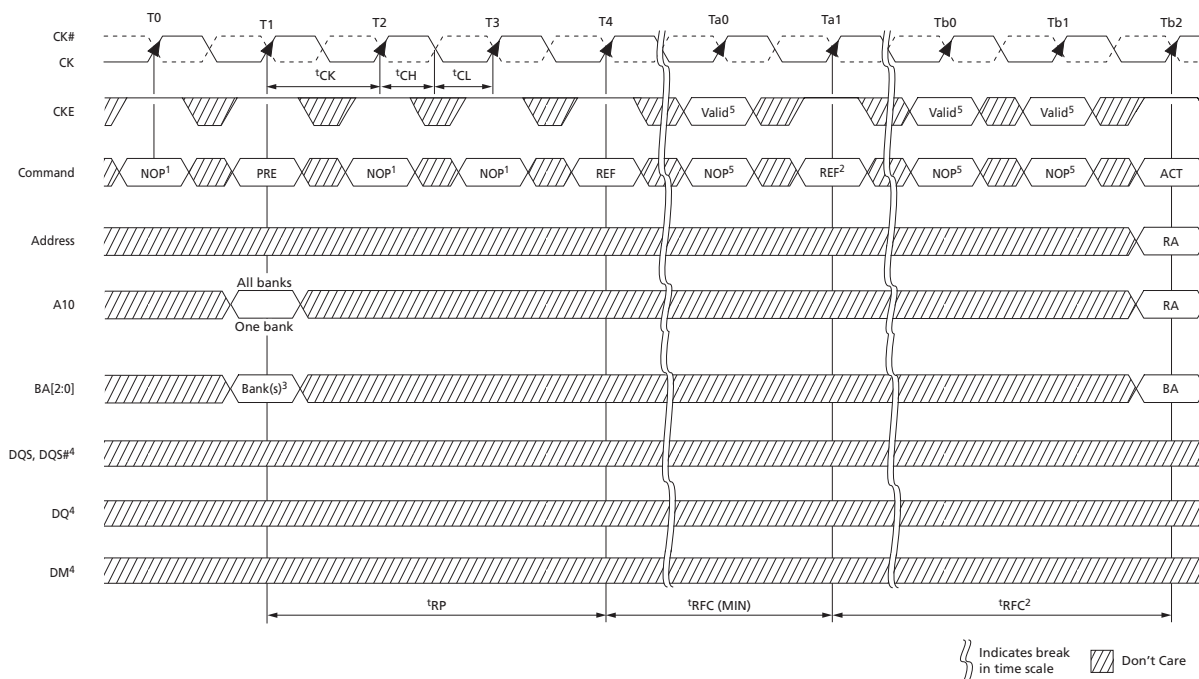 T0 T1 T2 T3 T4 Ta0 Ta1 Tb0 Tb1 Tb2
CK#
CK
tCK tCH tCL
CKE Valid5 Valid5 Valid5
Command NOP1 PRE NOP1 NOP1 REF NOP5 REF2 NOP5 NOP5 ACT
Address RA
All banks
A10 RA
One bank
BA[2:0] Bank(s)3 BA
DQS, DQS#4
DQ4
DM4
tRP tRFC (MIN) tRFC2
Indicates break
in time scale
Don't Care